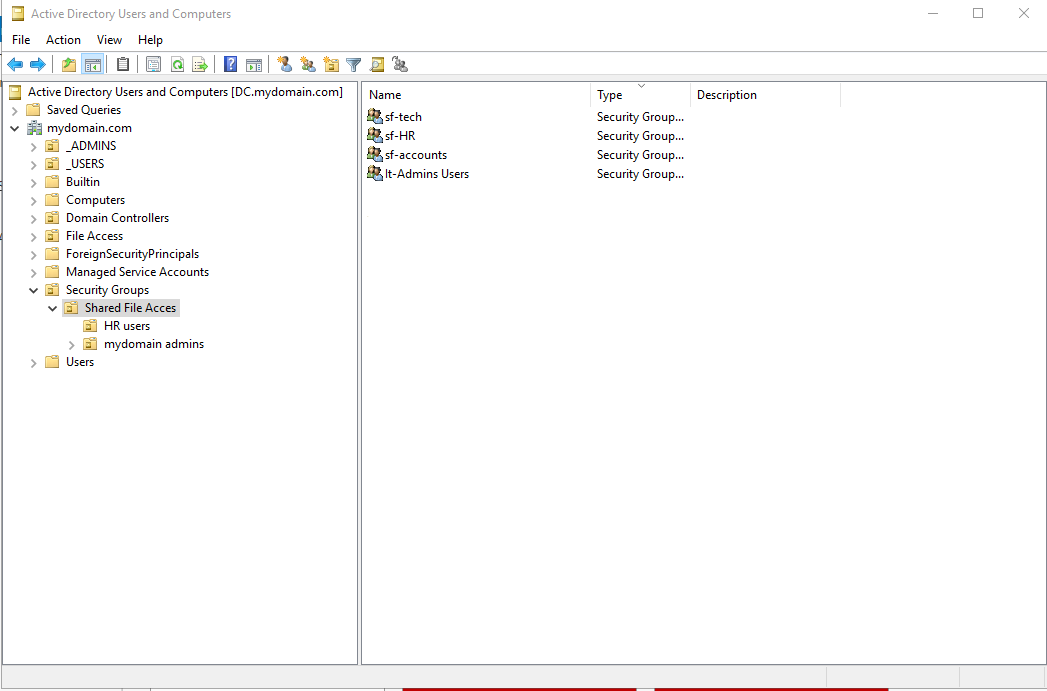 Active Directory Users and Computers
File Action View Help
Active Directory Users and Computers [DC.mydomain.com]
Saved Queries
mydomain.com
_ADMINS
_USERS
Builtin
Computers
Domain Controllers
File Access
ForeignSecurityPrincipals
Managed Service Accounts
Security Groups
Shared File Acces
HR users
mydomain admins
Users
Name Type Description
sf-tech Security Group...
sf-HR Security Group...
sf-accounts Security Group...
lt-Admins Users Security Group...